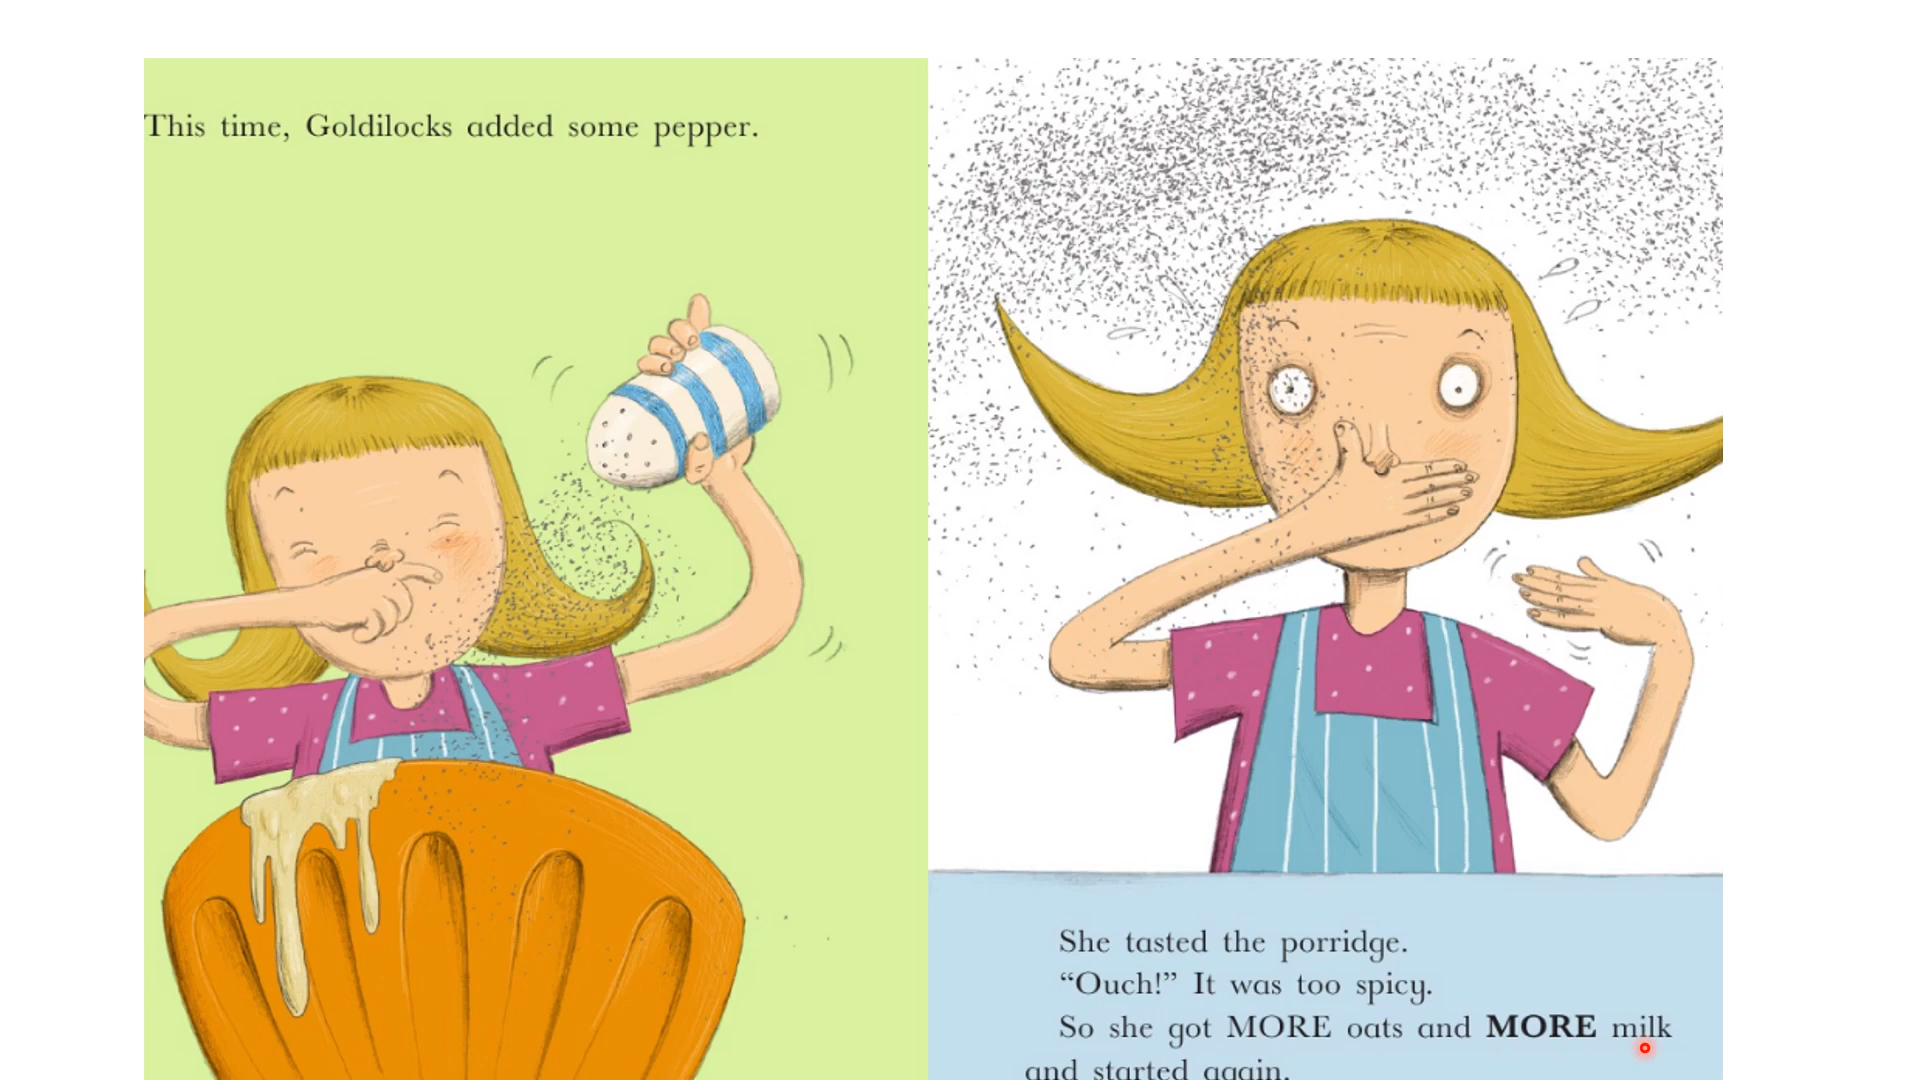 This time, Goldilocks added some pepper.
She tasted the porridge.
“Ouch!” It was too spicy.
So she got MORE oats and MORE milk
and started again.